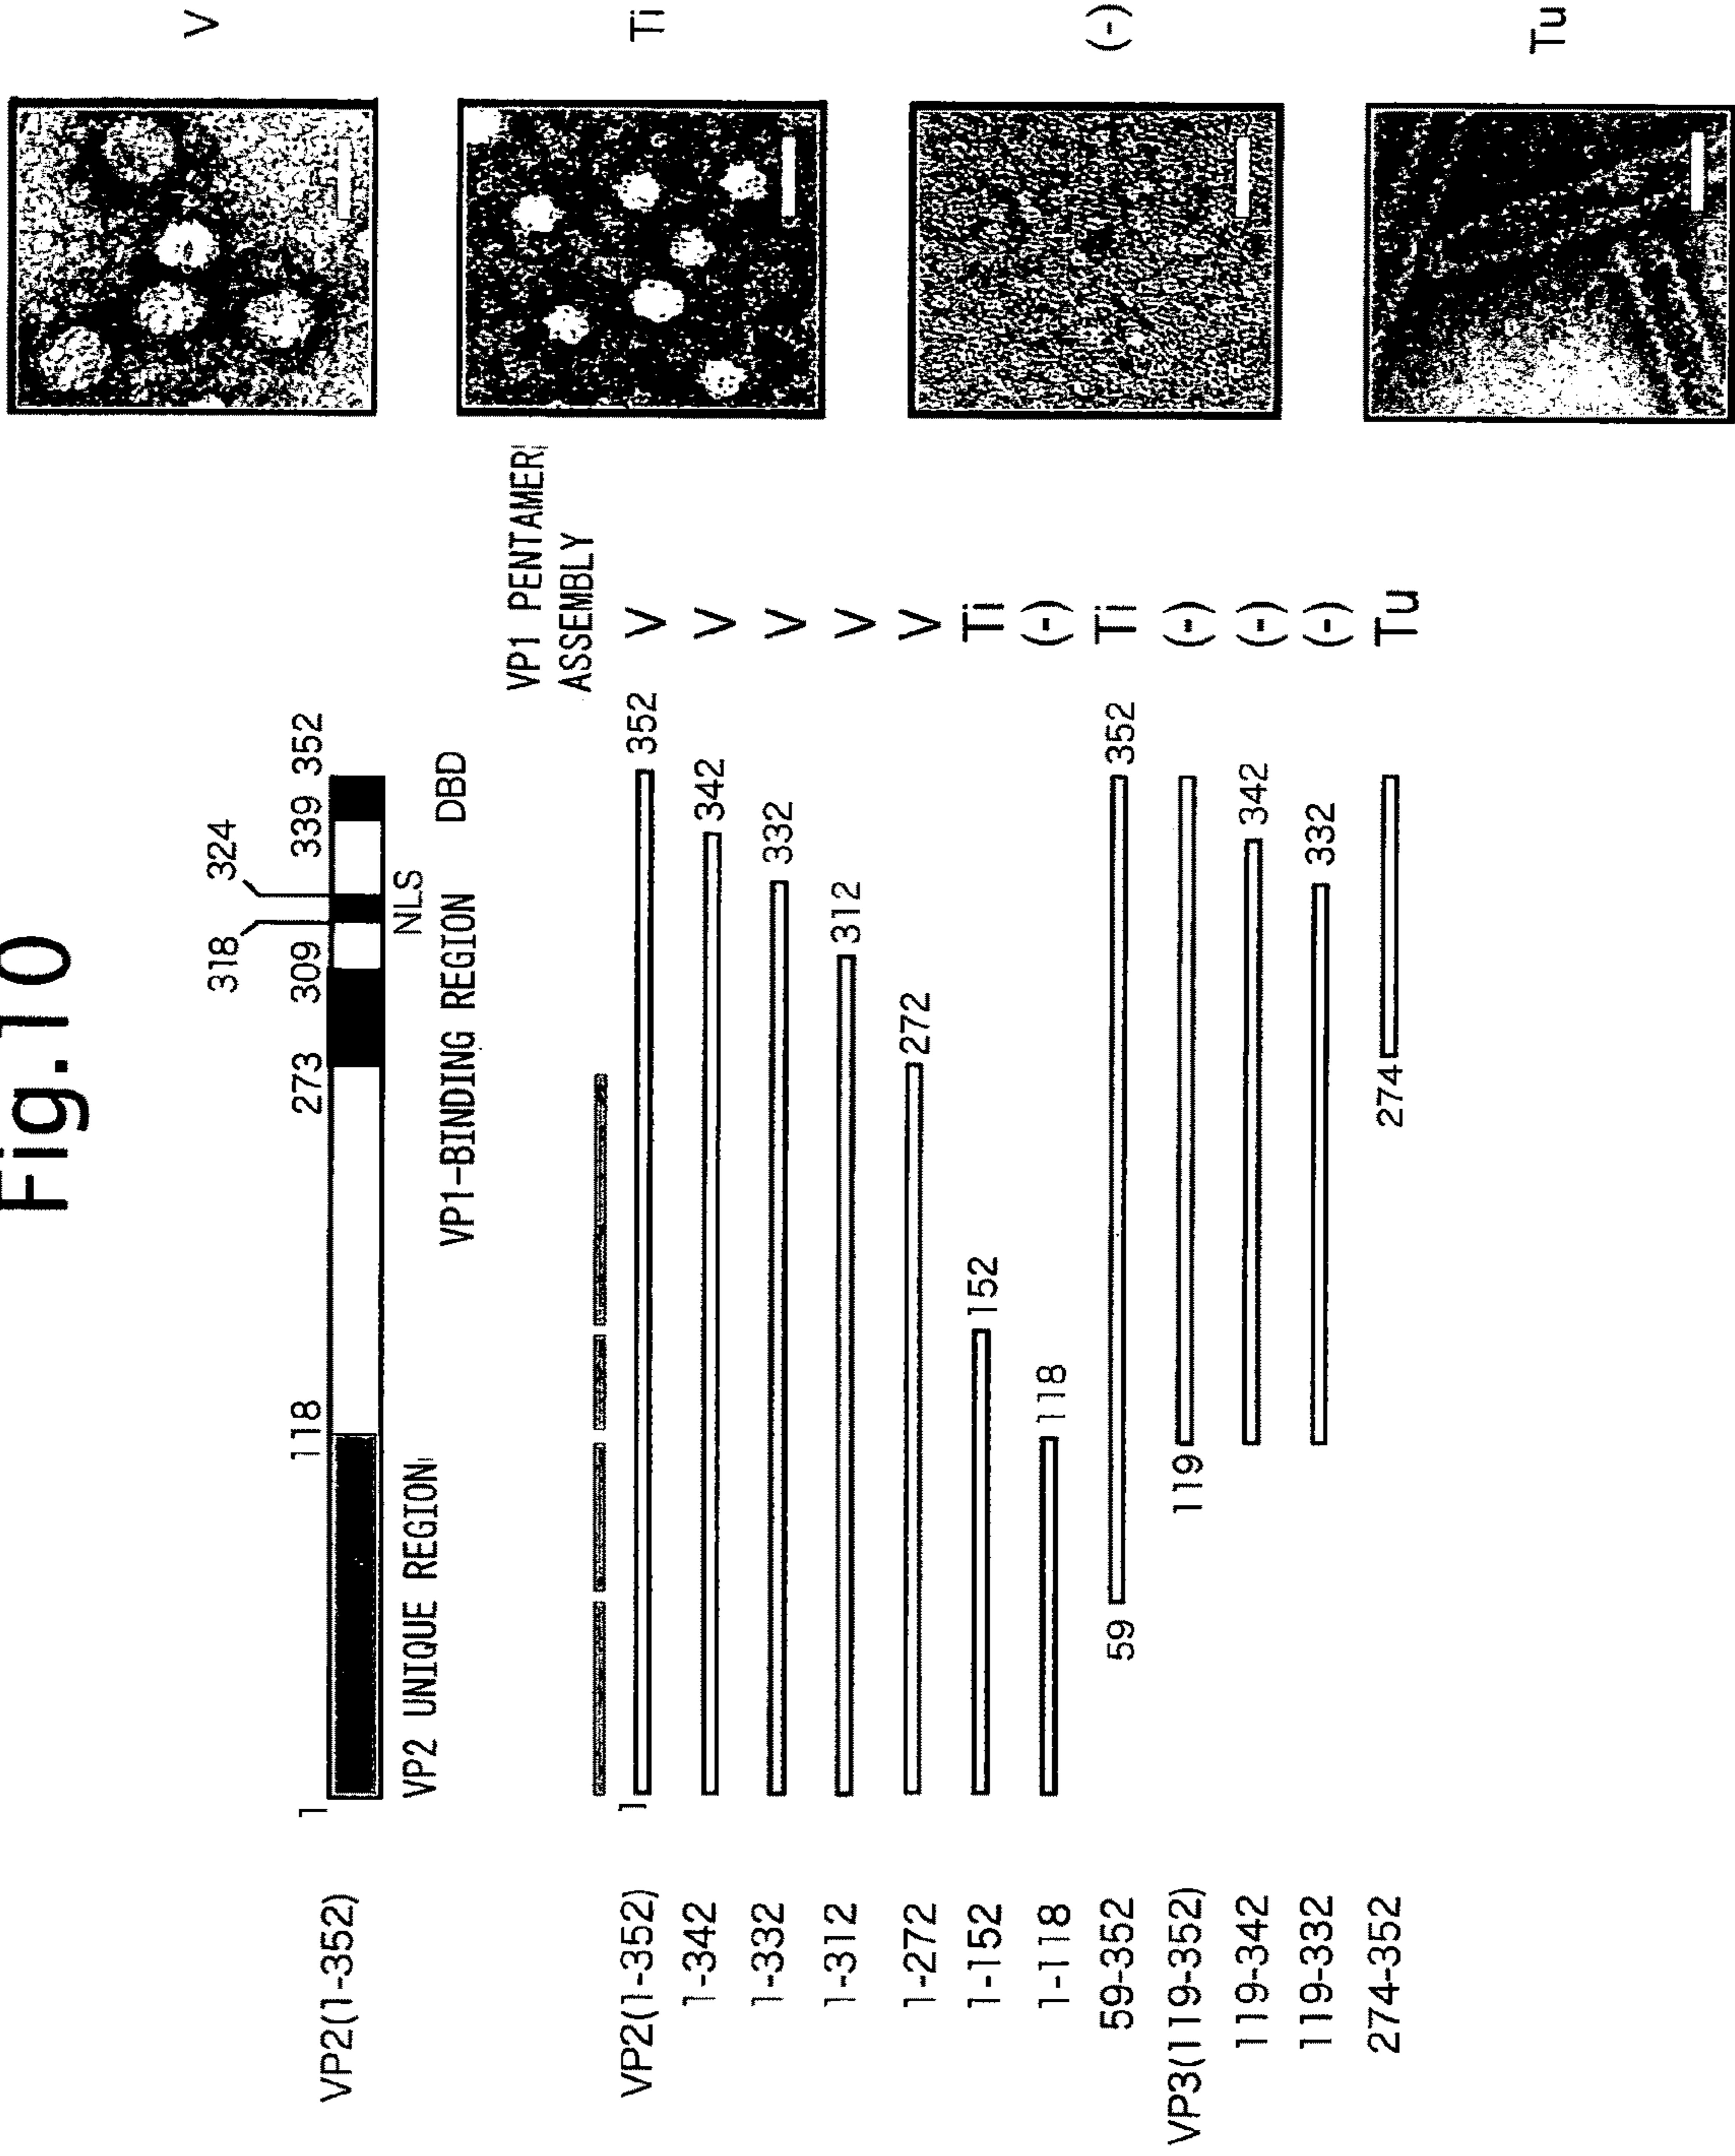 Fig.10
318 324
1 118 273 309 339 352
VP2(1-352)
NLS
VP2 UNIQUE REGION
VP1-BINDING REGION DBD
VP1 PENTAMER
ASSEMBLY
VP2(1-352) 1 352 V
1-342 342 V
1-332 332 V
1-312 312 V
1-272 272 V
1-152 152 Ti
1-118 118 (-)
59-352 59 352 Ti
VP3(119-352) 119 (-)
119-342 342 (-)
119-332 332 (-)
274-352 274 Tu
V
Ti
(-)
Tu